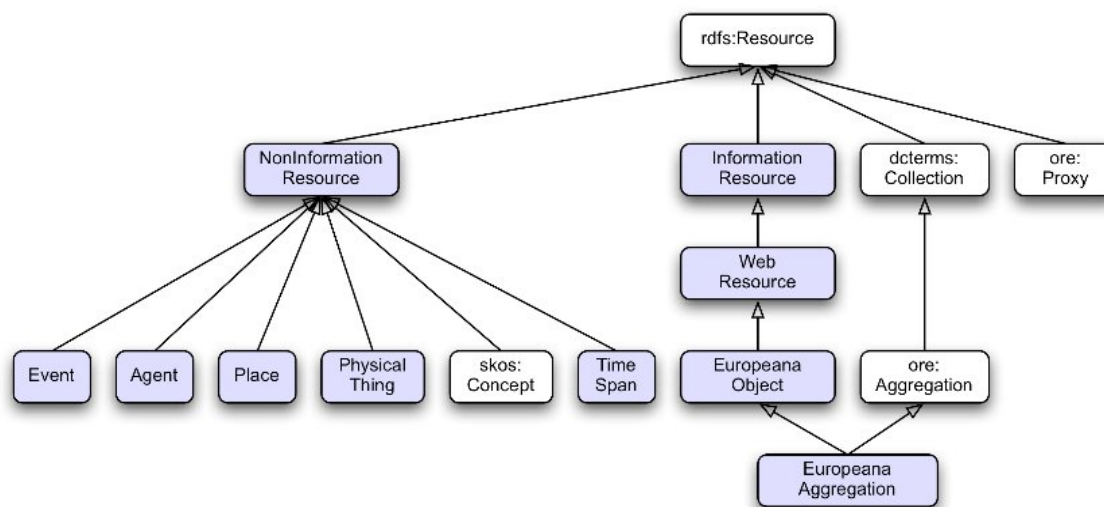 rdfs:Resource
NonInformation
Resource
Information
Resource
dcterms:
Collection
ore:
Proxy
Web
Resource
Event
Agent
Place
Physical
Thing
skos:
Concept
Time
Span
Europeana
Object
ore:
Aggregation
Europeana
Aggregation